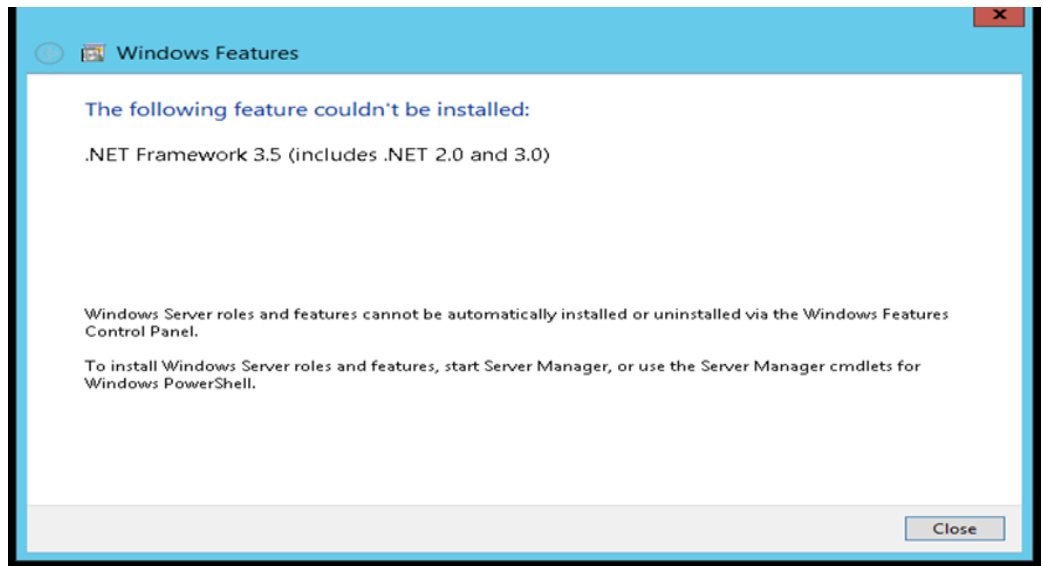 x
Windows Features
The following feature couldn't be installed:
.NET Framework 3.5 (includes .NET 2.0 and 3.0)
Windows Server roles and features cannot be automatically installed or uninstalled via the Windows Features
Control Panel.
To install Windows Server roles and features, start Server Manager, or use the Server Manager cmdlets for
Windows PowerShell.
Close